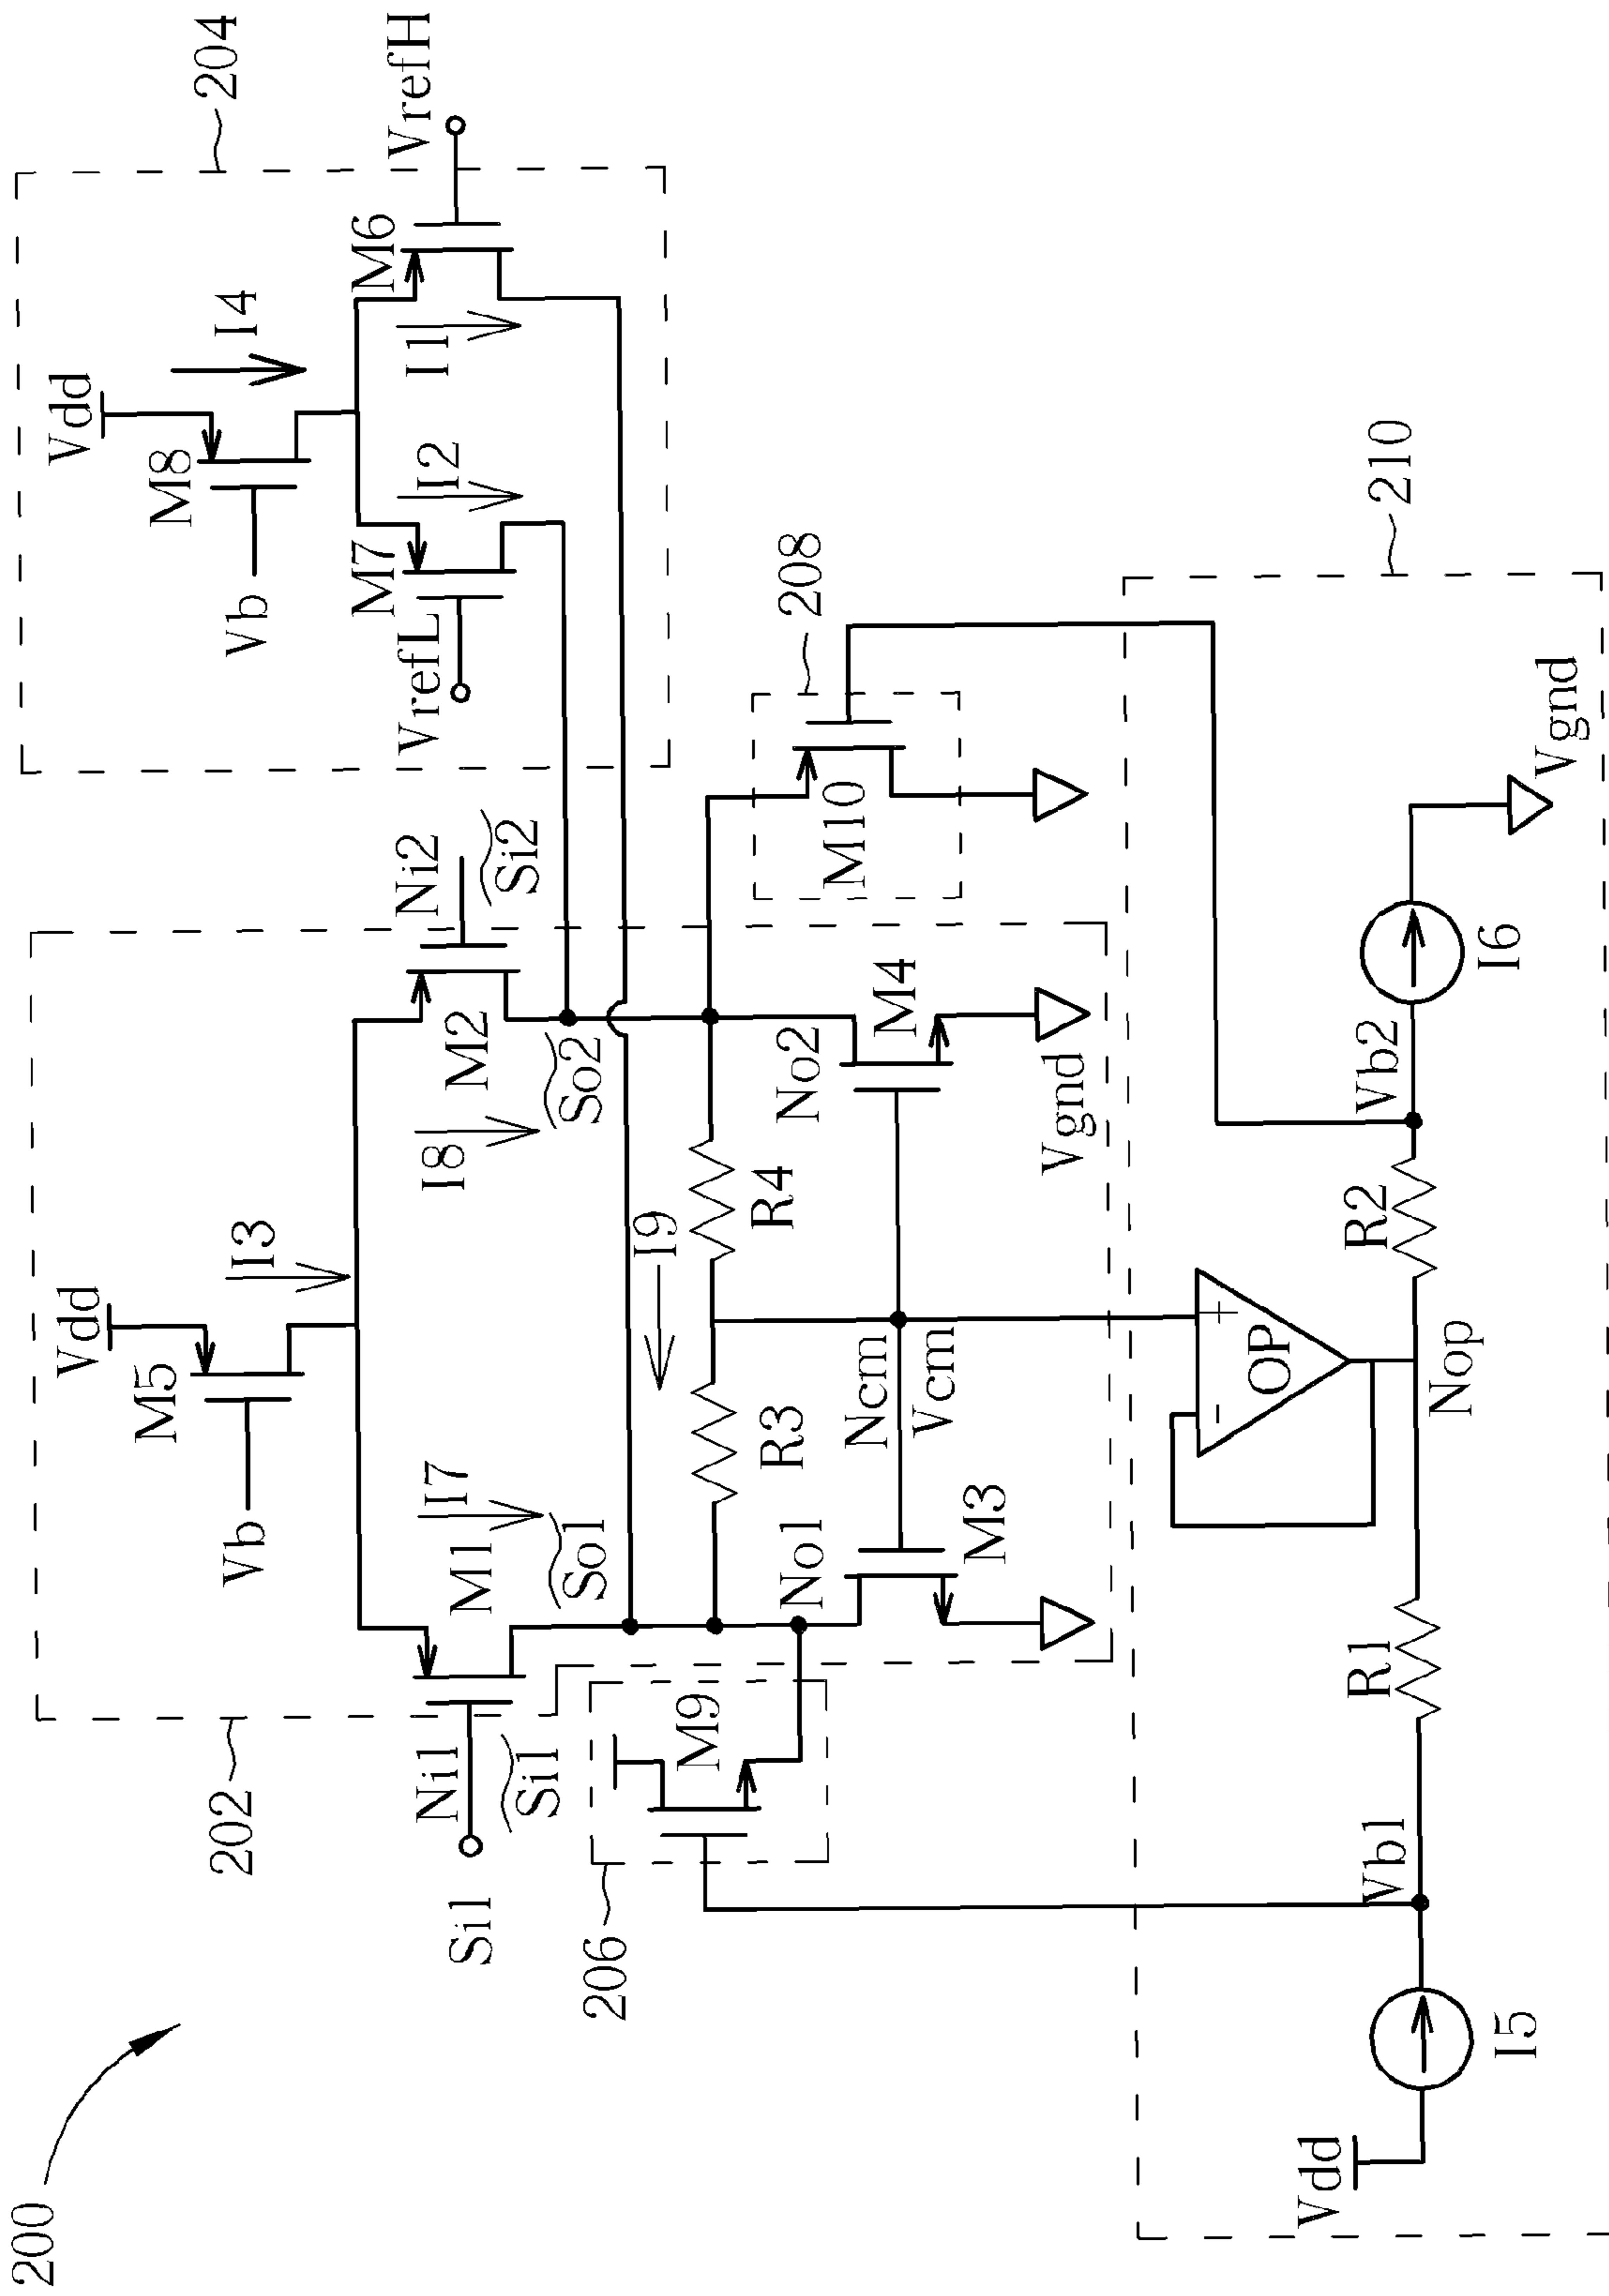 200
202
204
Vdd
Vb
M5
I3
Vdd
Vb
M8
I4
Si1
Ni1
Si1
M1
I7
So1
I8
M2
So2
Ni2
Si2
VrefL
M7
I2
I1
M6
VrefH
206
M9
I9
R3
R4
No1
M3
Ncm
Vcm
No2
M4
Vgnd
208
M10
210
-
+
OP
Vdd
I5
Vb1
R1
Nop
R2
Vb2
I6
Vgnd